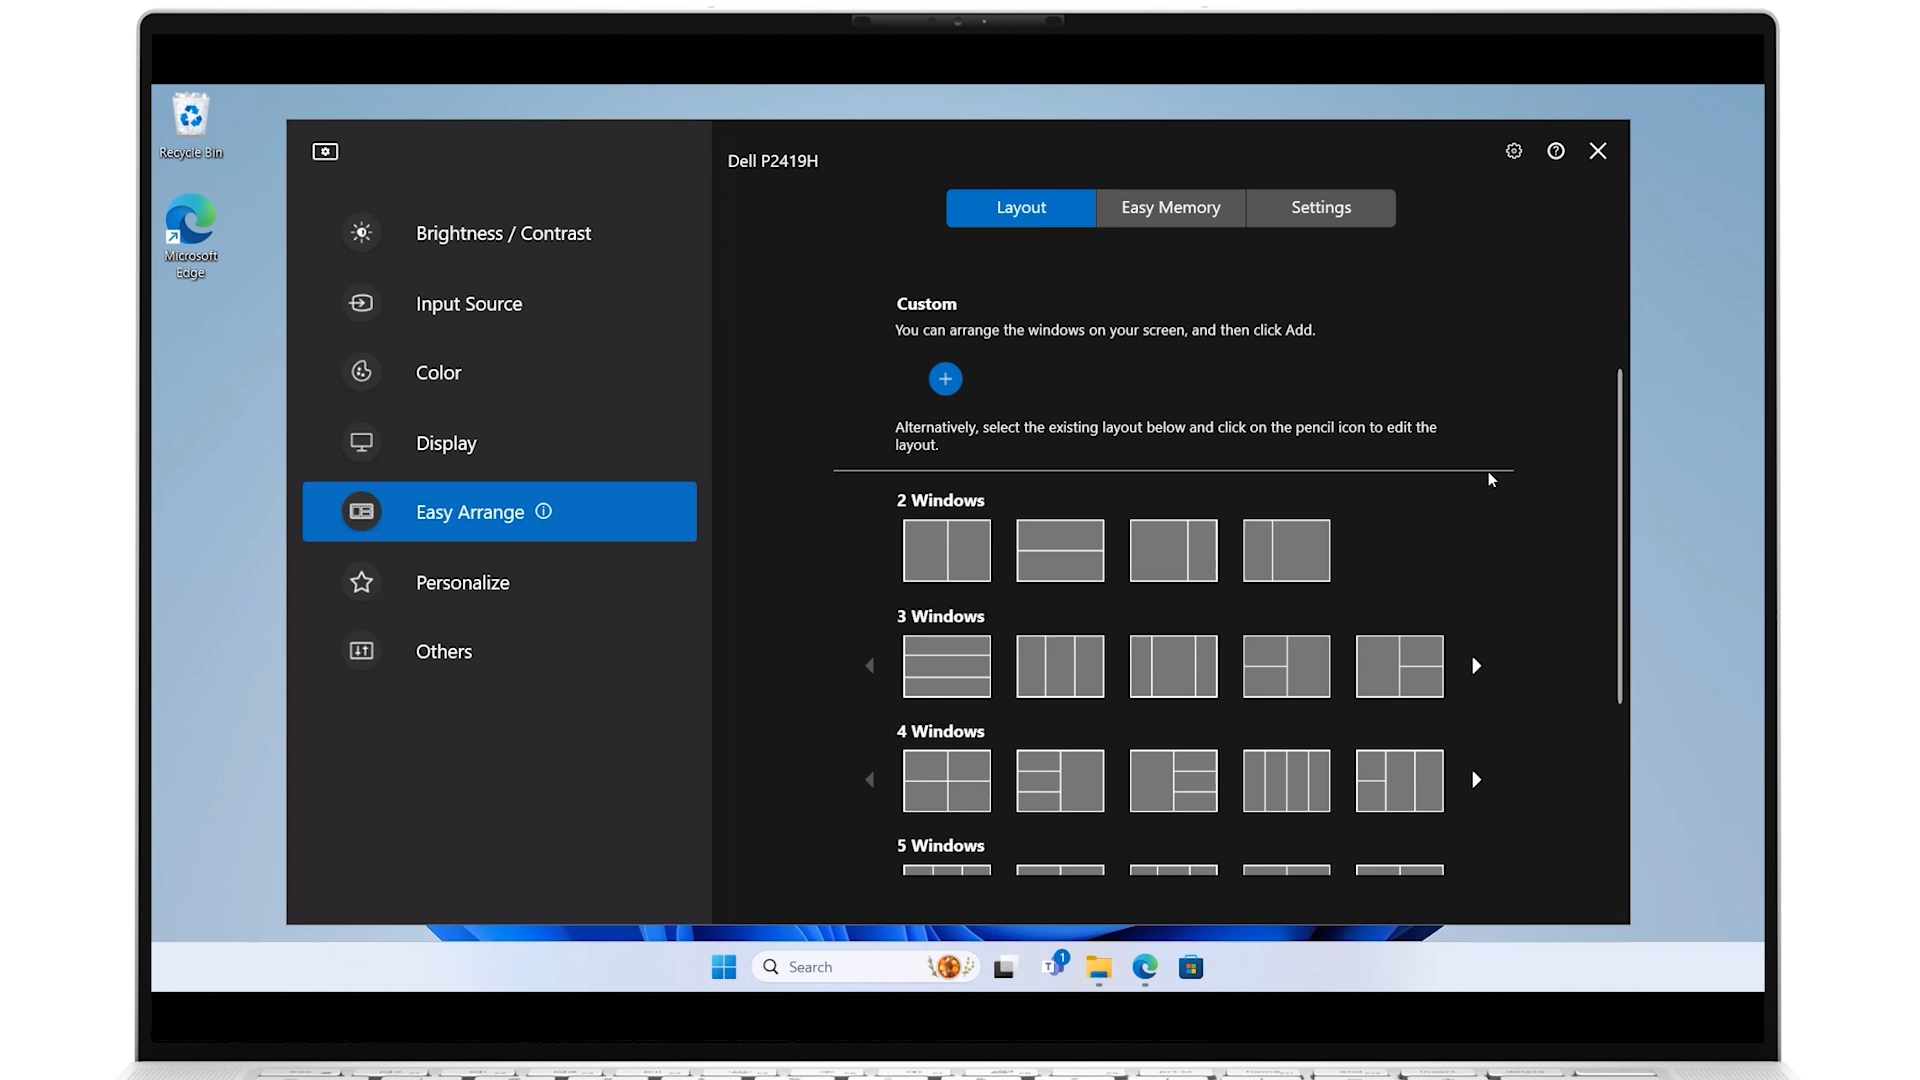 Recycle Bin
Microsoft
Edge
Dell P2419H
Layout
Easy Memory
Settings
Brightness / Contrast
Input Source
Color
Display
Easy Arrange
Personalize
Others
Custom
You can arrange the windows on your screen, and then click Add.
Alternatively, select the existing layout below and click on the pencil icon to edit the
layout.
2 Windows
3 Windows
4 Windows
5 Windows
Search
1